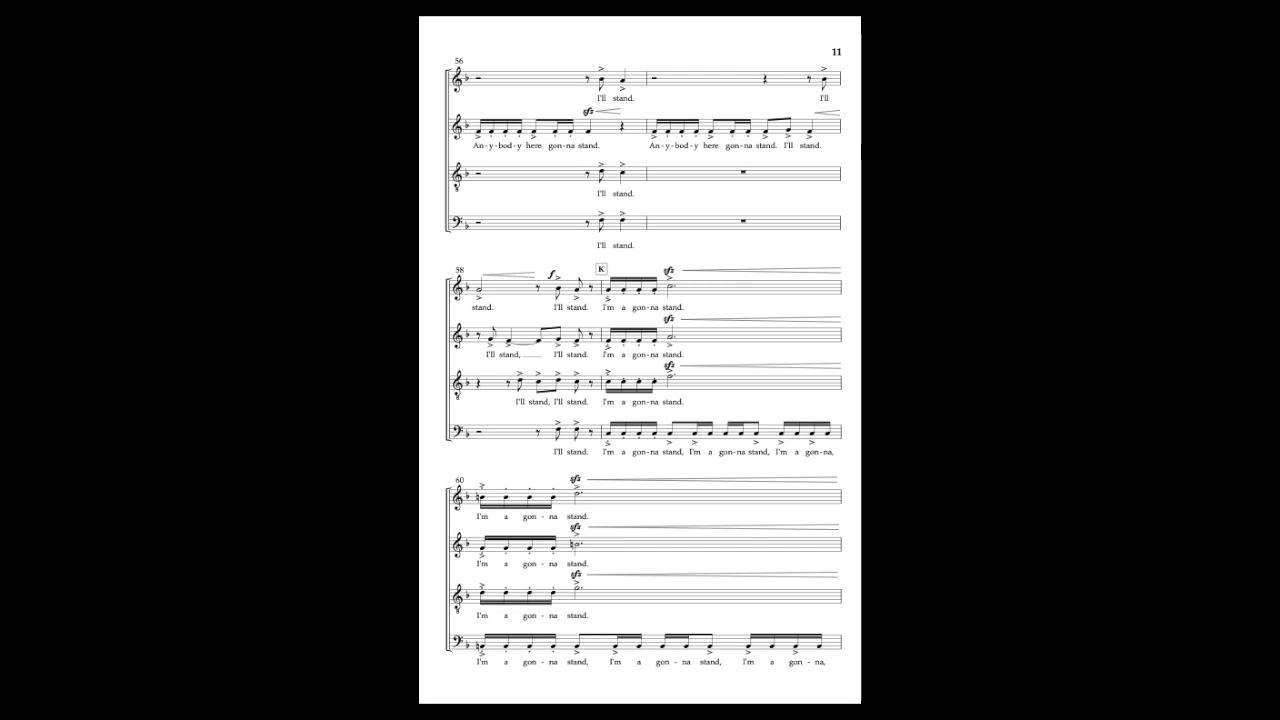 11
56
I'll stand. I'll
sfz
An-y-bod-y here gon-na stand. An-y-bod-y here gon-na stand. I'll stand.
I'll stand.
I'll stand.
58
f
K
sfz
stand. I'll stand. I'm a gon-na stand.
sfz
I'll stand, I'll stand. I'm a gon-na stand.
sfz
I'll stand, I'll stand. I'm a gon-na stand.
8
I'll stand. I'm a gon-na stand, I'm a gon-na stand, I'm a gon-na,
60
sfz
I'm a gon - na stand.
sfz
I'm a gon - na stand.
sfz
8
I'm a gon - na stand.
I'm a gon - na stand, I'm a gon - na stand, I'm a gon-na,